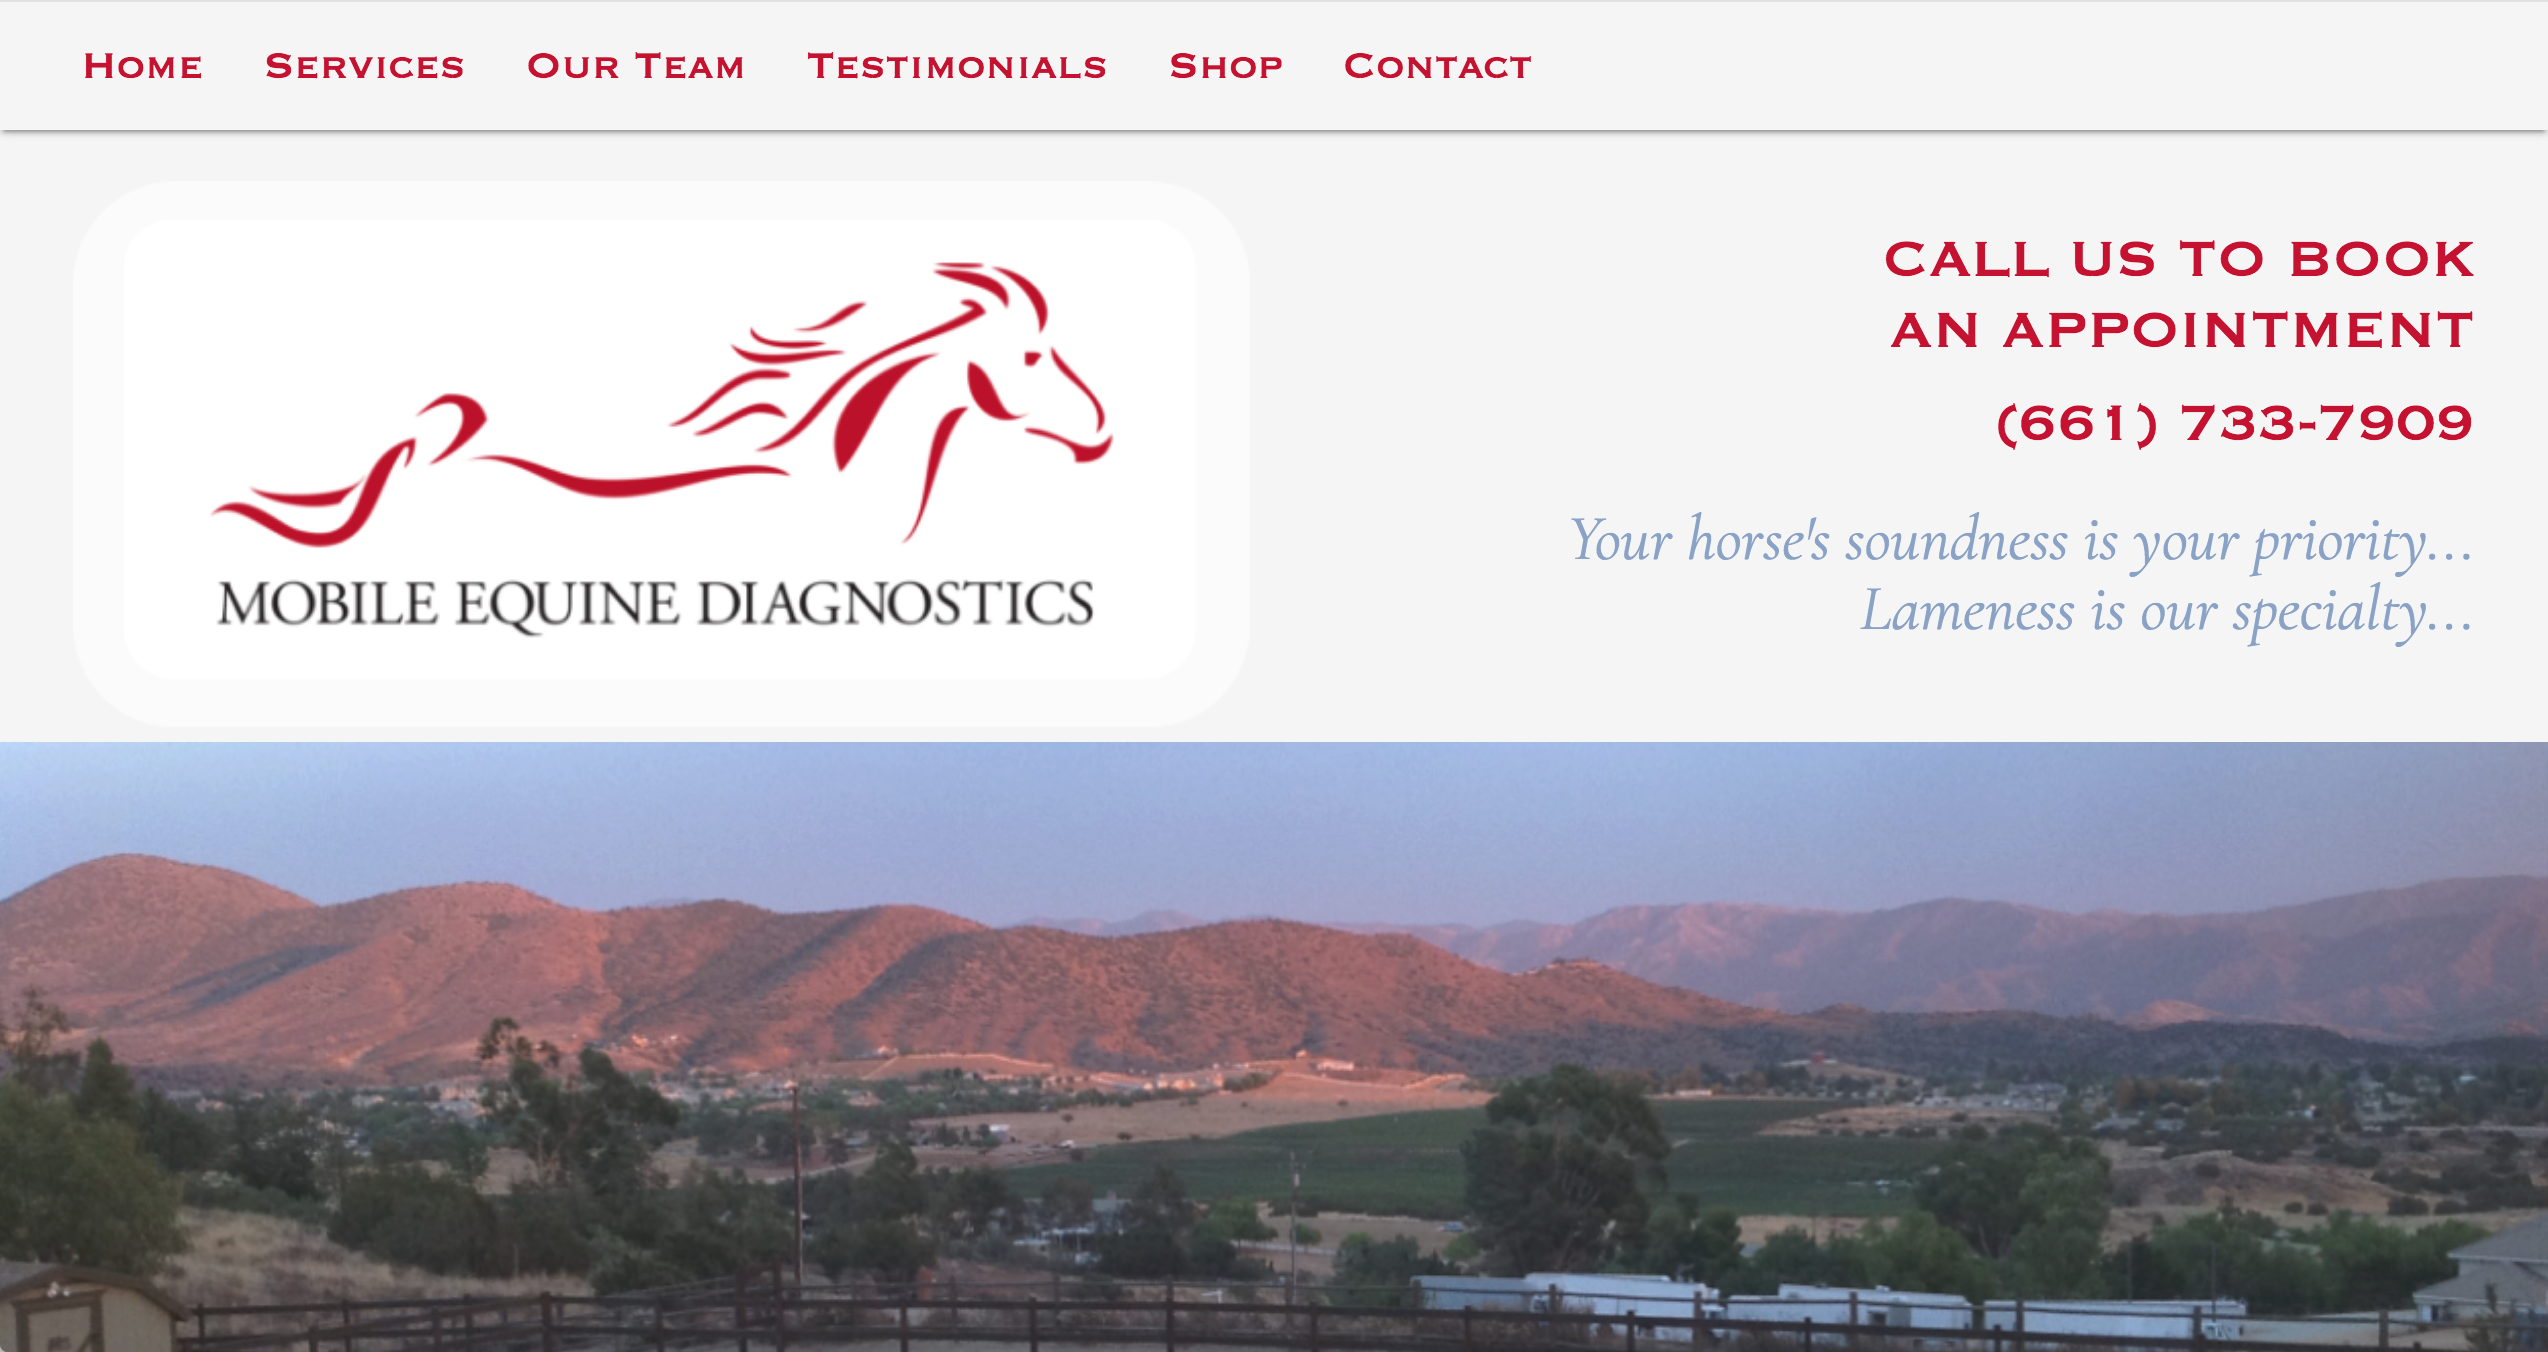 Home Services Our Team Testimonials Shop Contact
MOBILE EQUINE DIAGNOSTICS
CALL US TO BOOK
AN APPOINTMENT
(661) 733-7909
Your horse's soundness is your priority...
Lameness is our specialty...